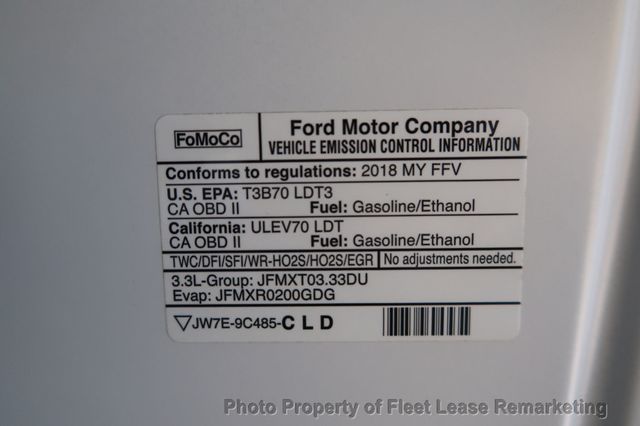 FoMoCo
Ford Motor Company
VEHICLE EMISSION CONTROL INFORMATION
Conforms to regulations: 2018 MY FFV
U.S. EPA: T3B70 LDT3
CA OBD II Fuel: Gasoline/Ethanol
California: ULEV70 LDT
CA OBD II Fuel: Gasoline/Ethanol
TWC/DFI/SFI/WR-HO2S/HO2S/EGR No adjustments needed.
3.3L-Group: JFMXT03.33DU
Evap: JFMXR0200GDG
JW7E-9C485-C L D
Photo Property of Fleet Lease Remarketing